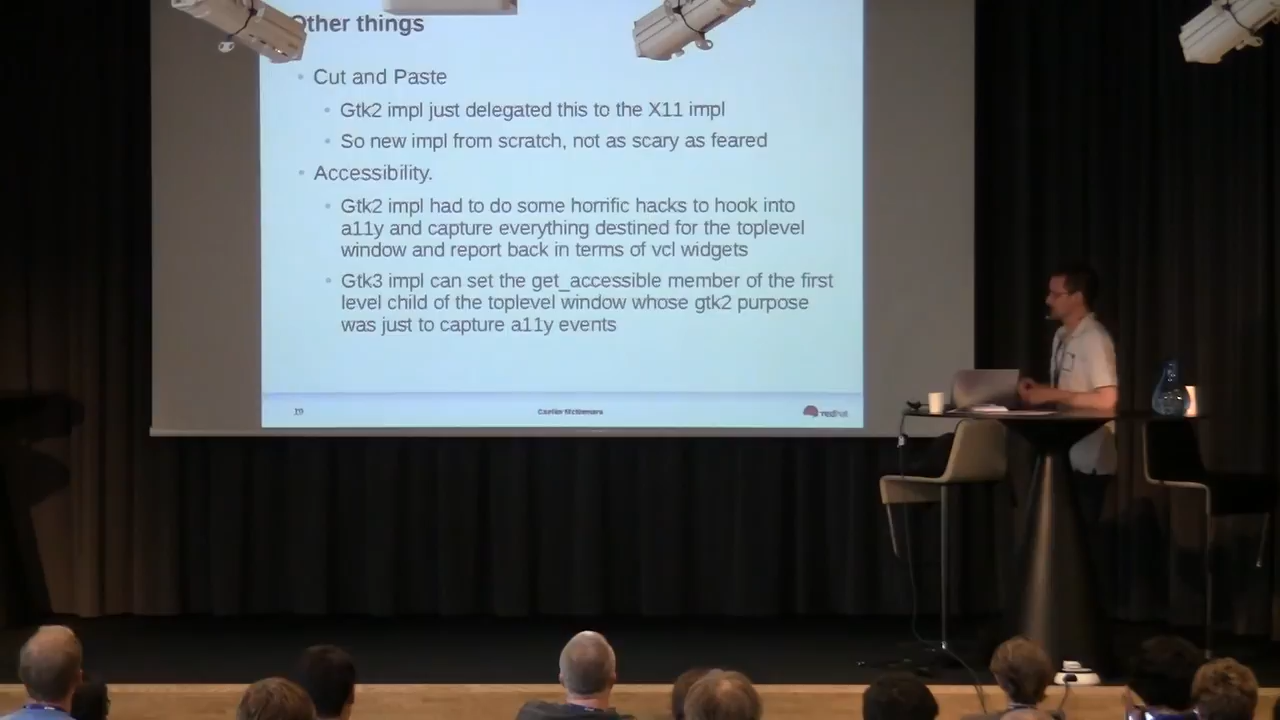 Other things
Cut and Paste
Gtk2 impl just delegated this to the X11 impl
So new impl from scratch, not as scary as feared
Accessibility.
Gtk2 impl had to do some horrific hacks to hook into
a11y and capture everything destined for the toplevel
window and report back in terms of vcl widgets
Gtk3 impl can set the get_accessible member of the first
level child of the toplevel window whose gtk2 purpose
was just to capture a11y events
19
redhat